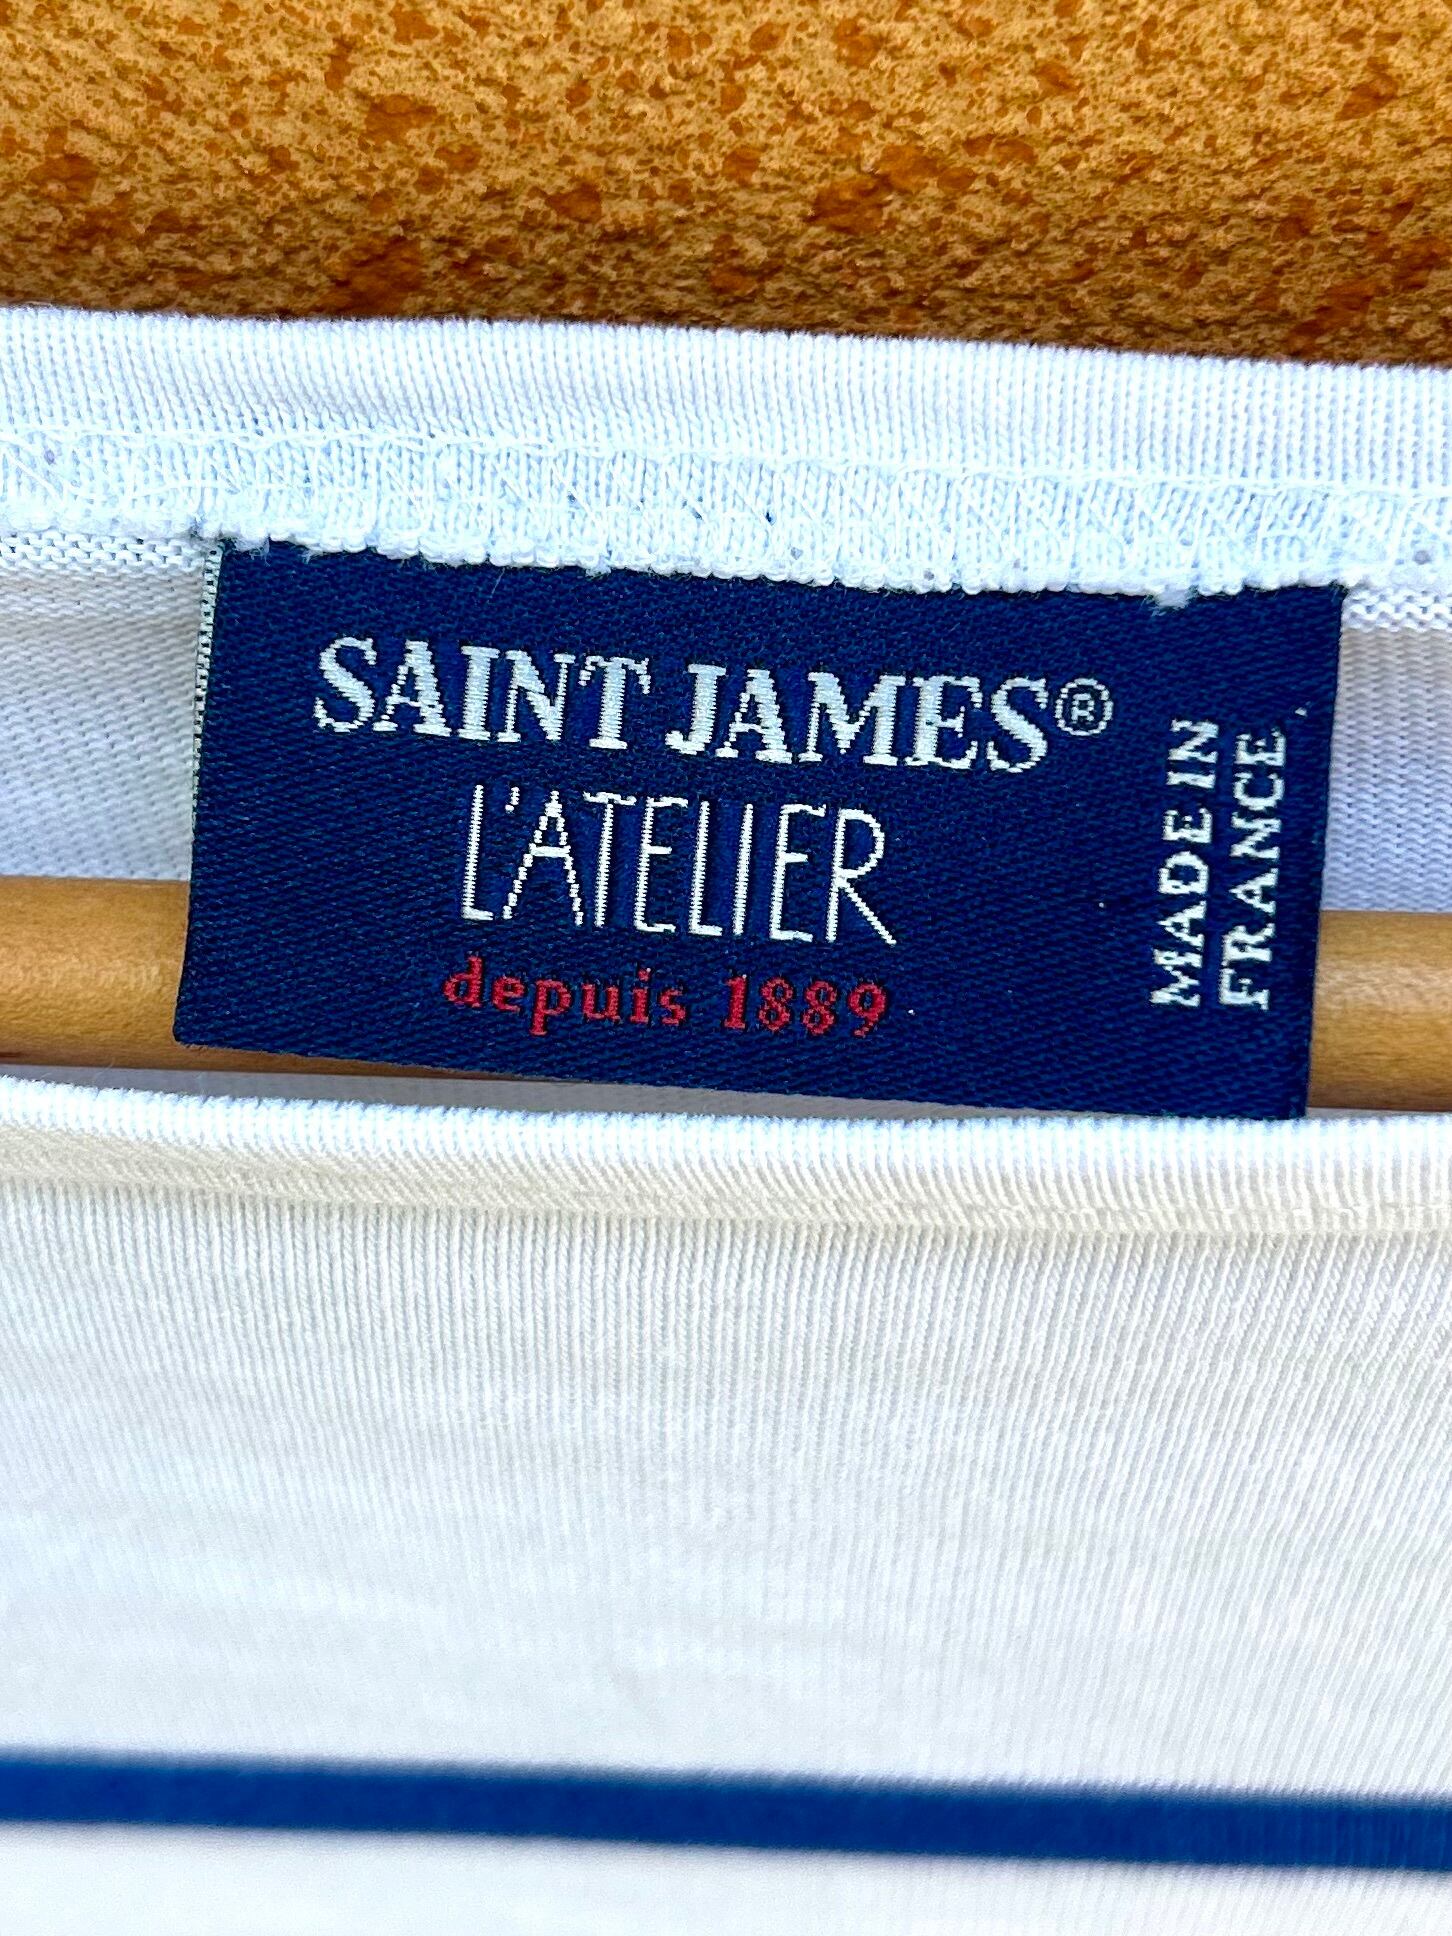 SAINT JAMES®
L'ATELIER
depuis 1889
MADE IN
FRANCE